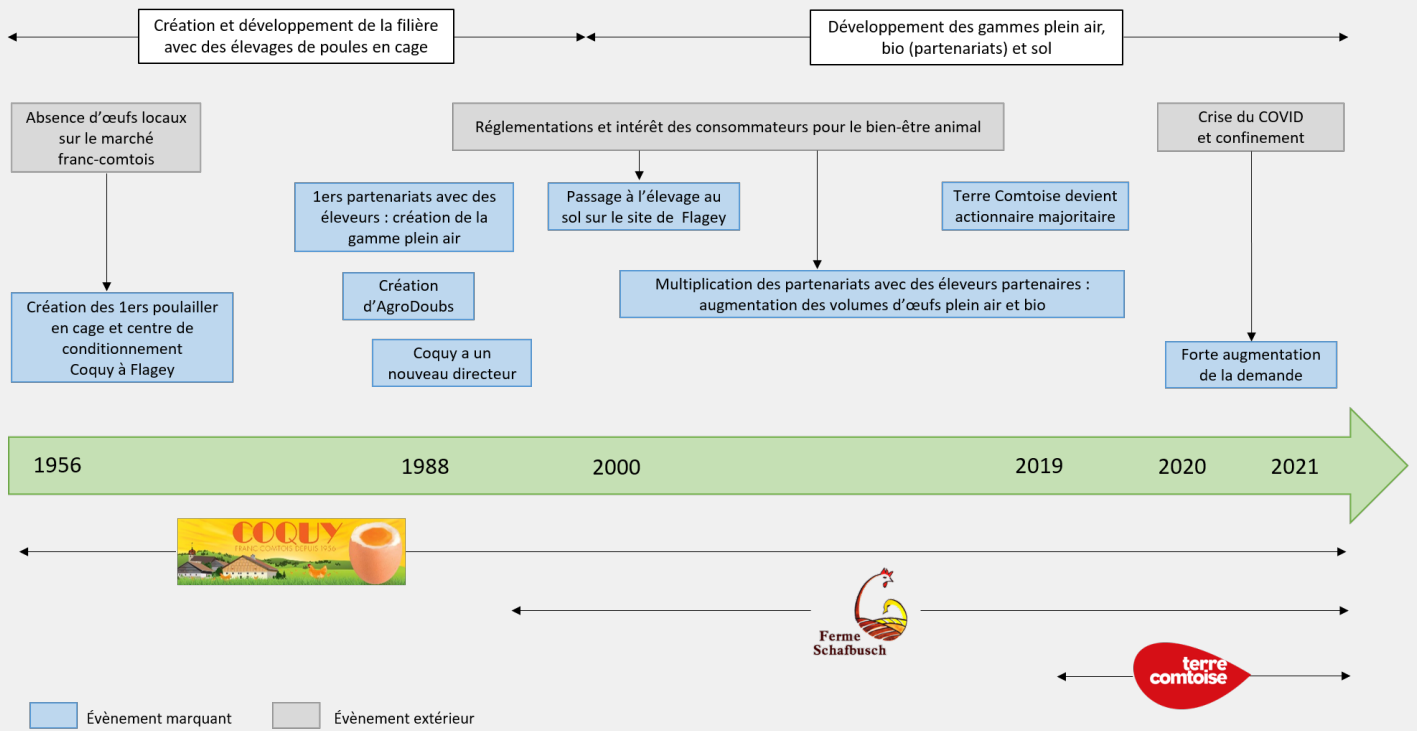 Création et développement de la filière
avec des élevages de poules en cage
Développement des gammes plein air,
bio (partenariats) et sol
Absence d’œufs locaux
sur le marché
franc-comtois
Réglementations et intérêt des consommateurs pour le bien-être animal
Crise du COVID
et confinement
1ers partenariats avec des
éleveurs : création de la
gamme plein air
Passage à l’élevage au
sol sur le site de Flagey
Terre Comtoise devient
actionnaire majoritaire
Création
d’AgroDoubs
Multiplication des partenariats avec des éleveurs partenaires :
augmentation des volumes d’œufs plein air et bio
Création des 1ers poulailler
en cage et centre de
conditionnement
Coquy à Flagey
Coquy a un
nouveau directeur
Forte augmentation
de la demande
1956
1988
2000
2019
2020
2021
COQUY
FRANC-COMTOIS DEPUIS 1956
Ferme
Schafbusch
terre
comtoise
Évènement marquant
Évènement extérieur